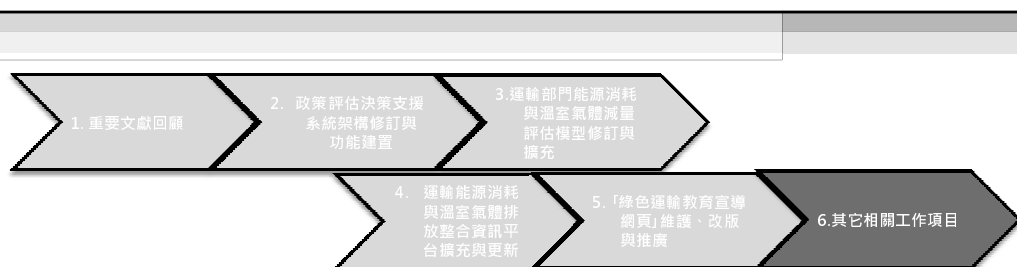 1. 重要文獻回顧
2. 政策評估決策支援
系統架構修訂與
功能建置
3.運輸部門能源消耗
與溫室氣體減量
評估模型修訂與
擴充
4. 運輸能源消耗
與溫室氣體排
放整合資訊平
台擴充與更新
5.「綠色運輸教育宣導
網頁」維護、改版
與推廣
6.其它相關工作項目